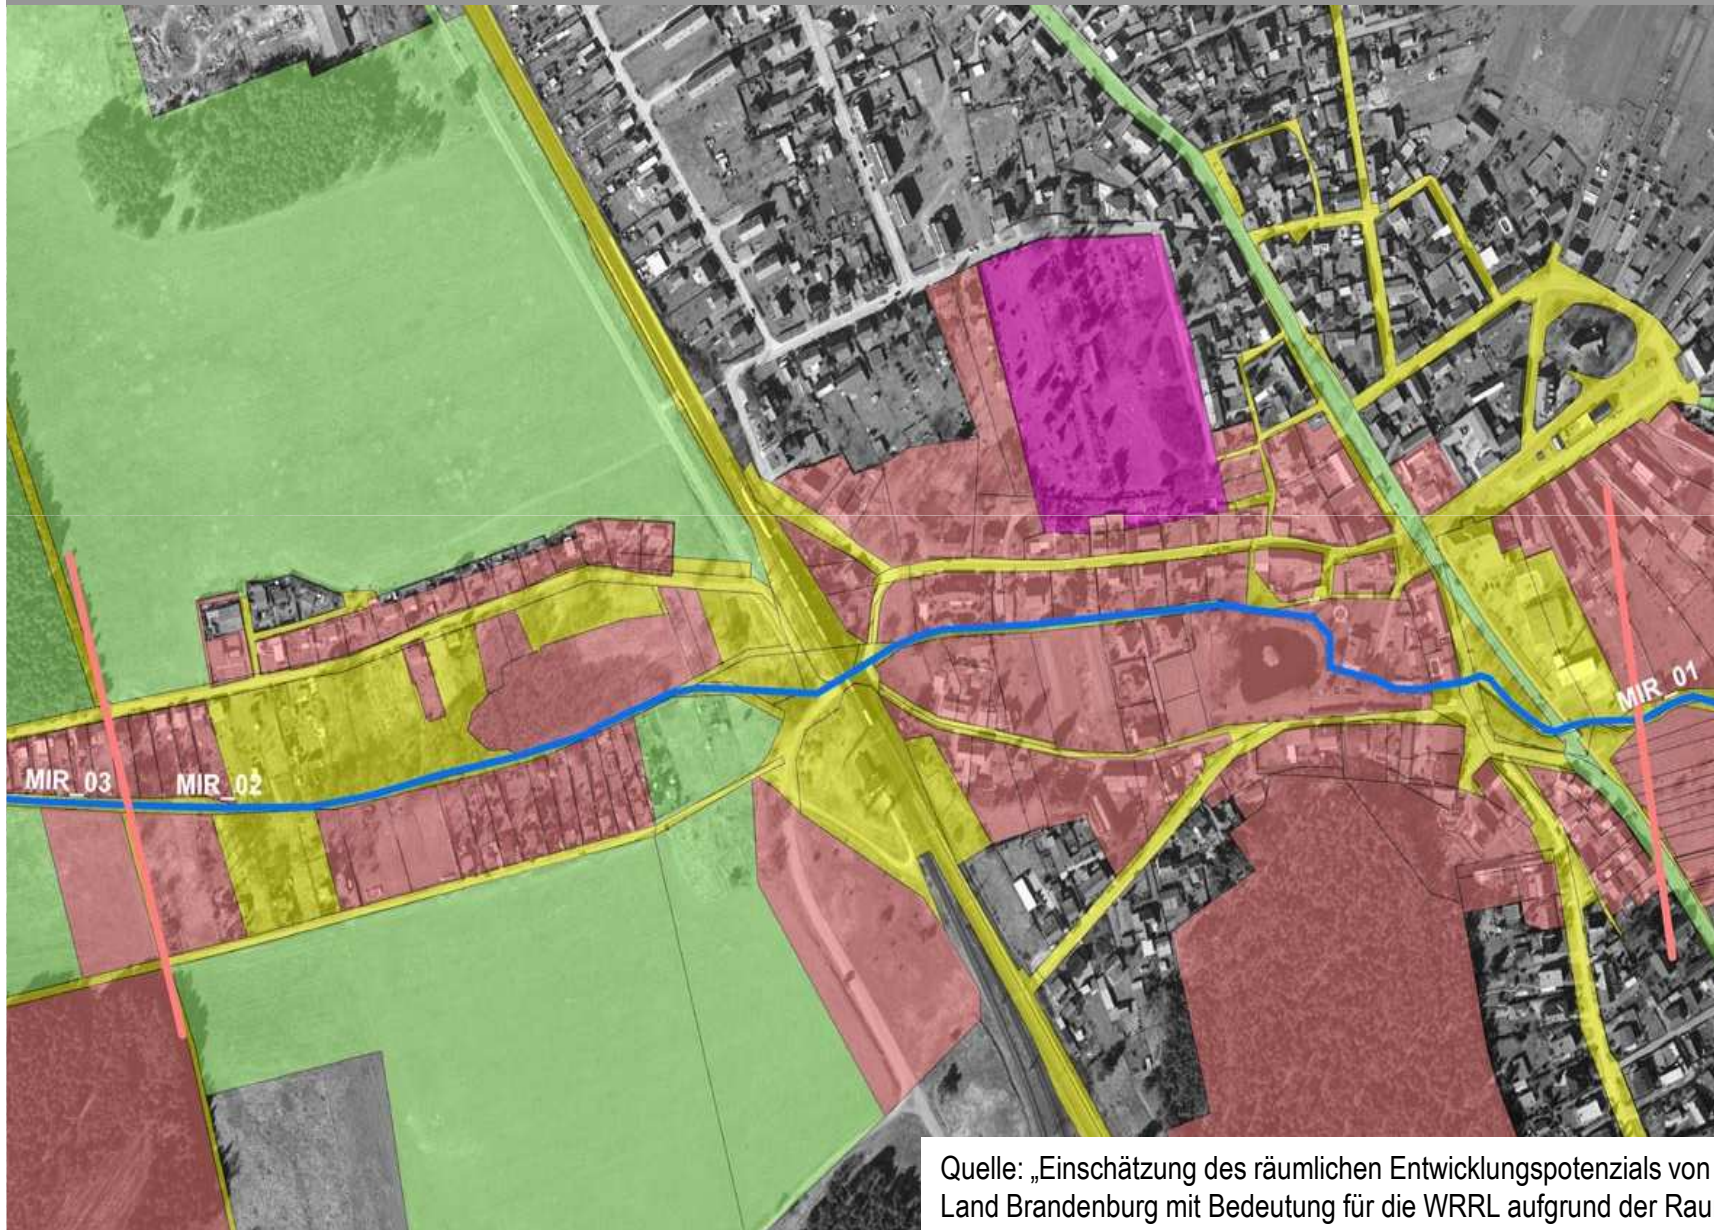 MIR_01
MIR_03
MIR_02
Quelle: „Einschätzung des räumlichen Entwicklungspotenzials von
Land Brandenburg mit Bedeutung für die WRRL aufgrund der Rau